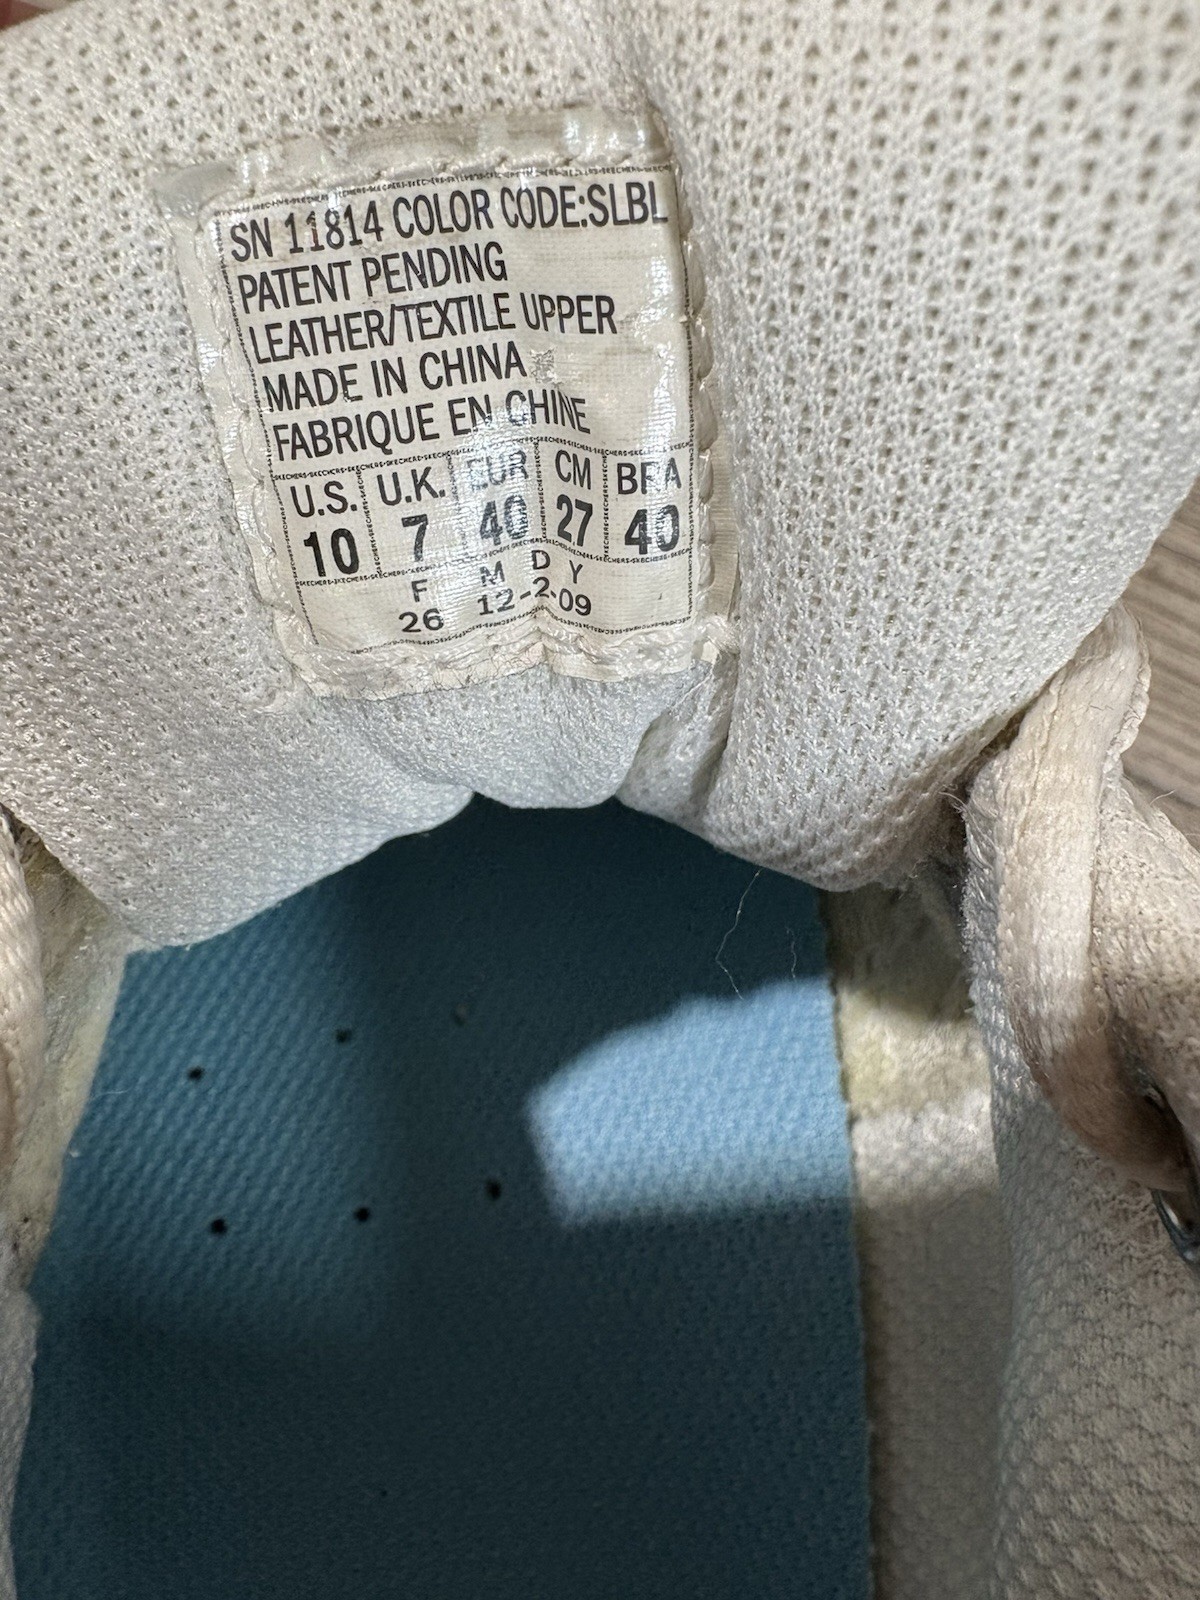 SN 11814 COLOR CODE:SLBL
PATENT PENDING
LEATHER/TEXTILE UPPER
MADE IN CHINA
FABRIQUE EN CHINE
U.S. U.K. EUR CM BRA
10 7 40 27 40
F M D Y
26 12-2-09